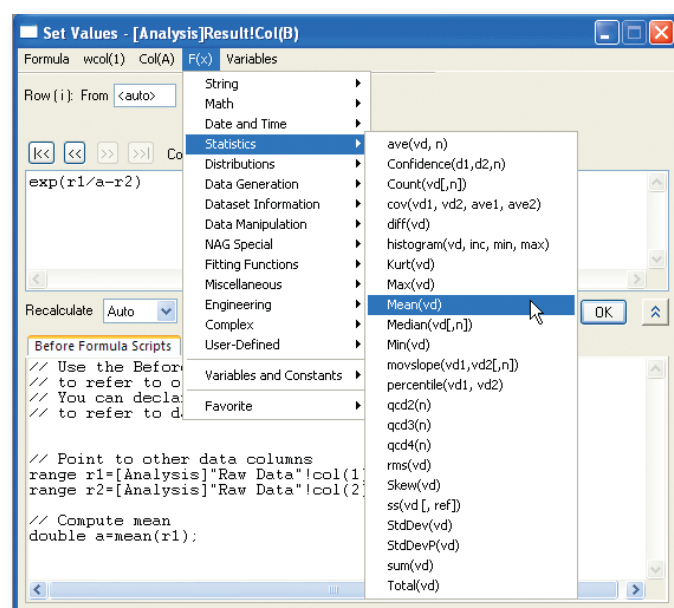 Set Values - [Analysis]Result!Col(B)
Formula wcol(1) Col(A) F(x) Variables
Row (i): From <auto>
|<< << >> >>|
exp(r1/a-r2)
Recalculate Auto
OK
Before Formula Scripts
// Use the Befor
// to refer to o
// You can decla
// to refer to d
// Point to other data columns
range r1=[Analysis]"Raw Data"!col(1)
range r2=[Analysis]"Raw Data"!col(2)
// Compute mean
double a=mean(r1);
String
Math
Date and Time
Statistics
Distributions
Data Generation
Dataset Information
Data Manipulation
NAG Special
Fitting Functions
Miscellaneous
Engineering
Complex
User-Defined
Variables and Constants
Favorite
ave(vd, n)
Confidence(d1,d2,n)
Count(vd[,n])
cov(vd1, vd2, ave1, ave2)
diff(vd)
histogram(vd, inc, min, max)
Kurt(vd)
Max(vd)
Mean(vd)
Median(vd[,n])
Min(vd)
movslope(vd1,vd2[,n])
percentile(vd1, vd2)
qcd2(n)
qcd3(n)
qcd4(n)
rms(vd)
Skew(vd)
ss(vd [, ref])
StdDev(vd)
StdDevP(vd)
sum(vd)
Total(vd)